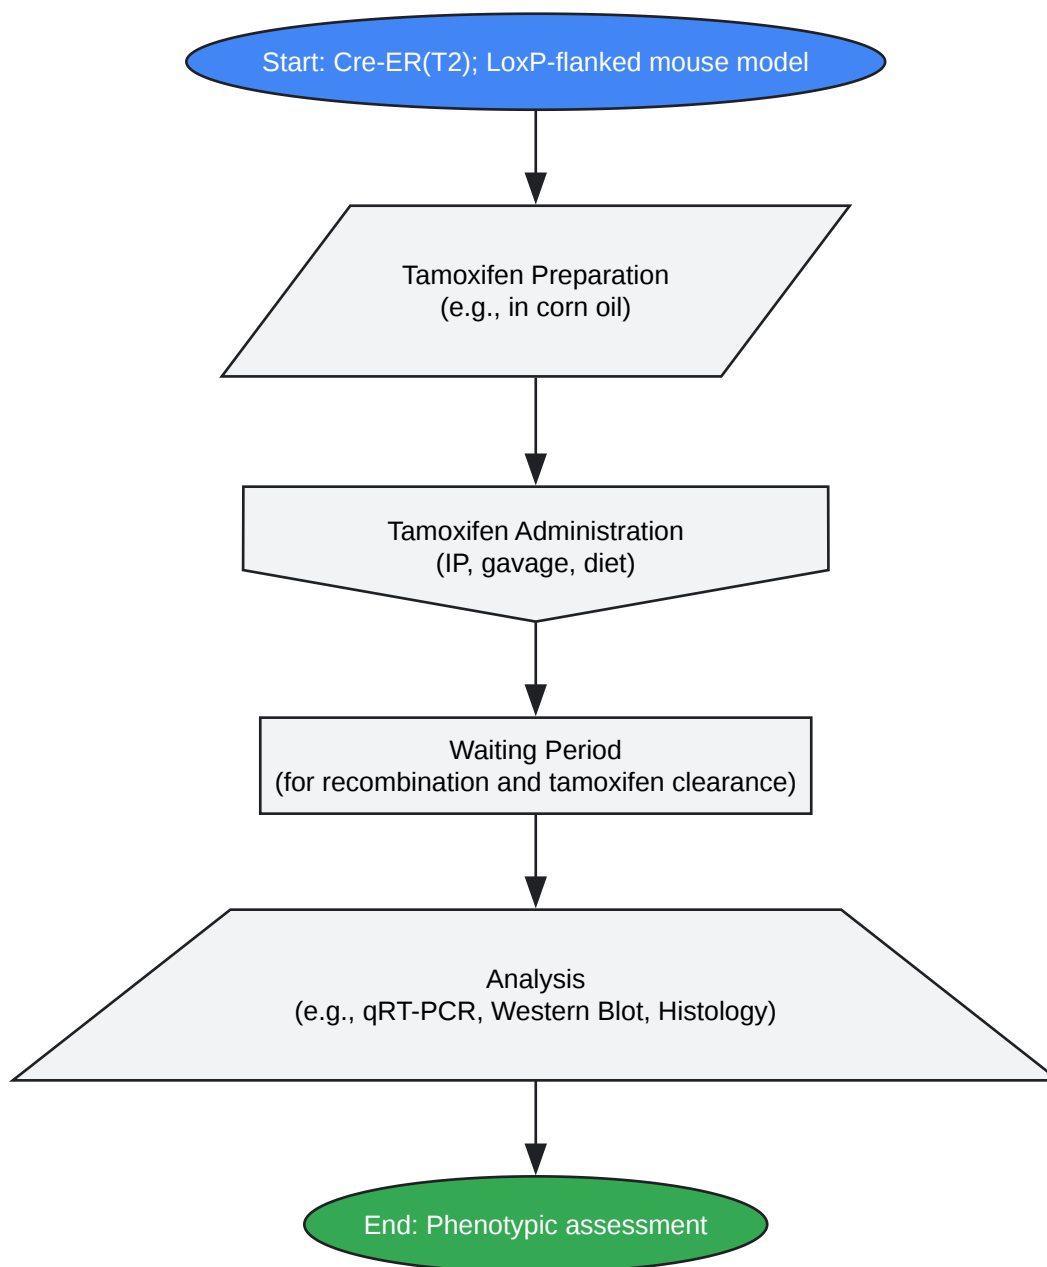 Start: Cre-ER(T2); LoxP-flanked mouse model
Tamoxifen Preparation
(e.g., in corn oil)
Tamoxifen Administration
(IP, gavage, diet)
Waiting Period
(for recombination and tamoxifen clearance)
Analysis
(e.g., qRT-PCR, Western Blot, Histology)
End: Phenotypic assessment